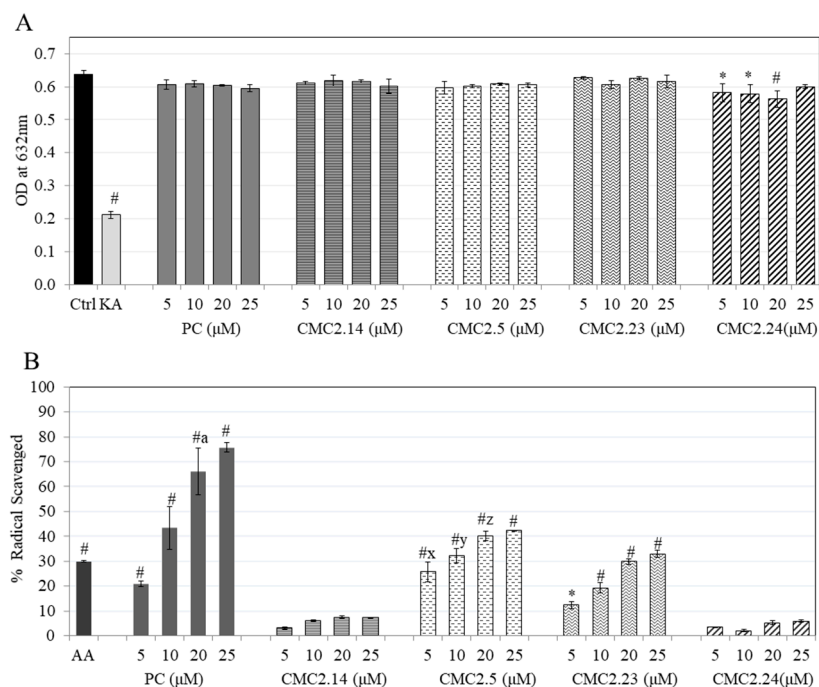 A
0.7
0.6
0.5
0.4
0.3
0.2
0.1
0.0
OD at 632nm
#
* * #
Ctrl KA 5 10 20 25 5 10 20 25 5 10 20 25 5 10 20 25 5 10 20 25
PC (µM) CMC2.14 (µM) CMC2.5 (µM) CMC2.23 (µM) CMC2.24(µM)
B
100
90
80
70
60
50
40
30
20
10
0
% Radical Scavenged
#
# # #a #
#x #y #z #
* # # #
AA 5 10 20 25 5 10 20 25 5 10 20 25 5 10 20 25 5 10 20 25
PC (µM) CMC2.14 (µM) CMC2.5 (µM) CMC2.23 (µM) CMC2.24(µM)